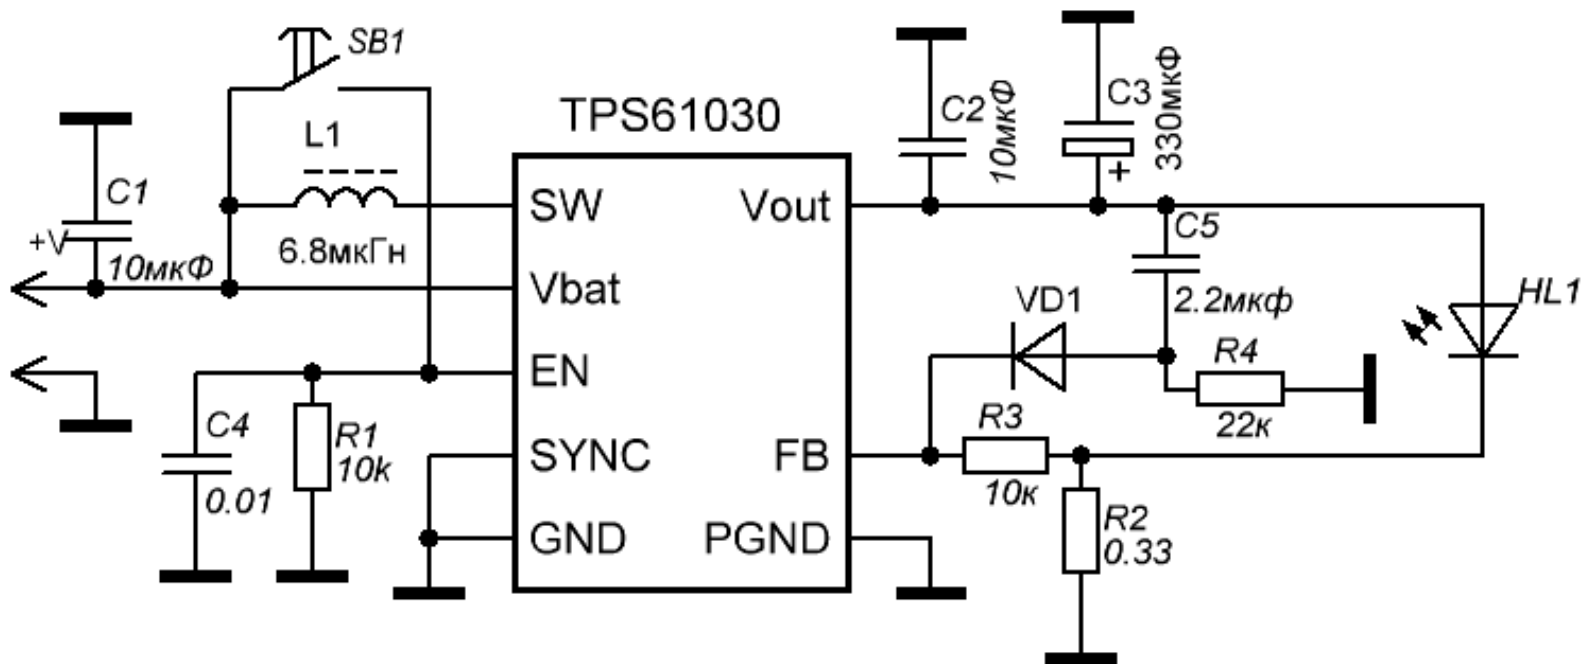 SB1
TPS61030
C2
10мкФ
C3
330мкФ
+
L1
C1
+V
10мкФ
6.8мкГн
SW
Vbat
EN
SYNC
GND
Vout
FB
PGND
C5
2.2мкф
VD1
HL1
R4
22к
R3
10к
C4
0.01
R1
10k
R2
0.33